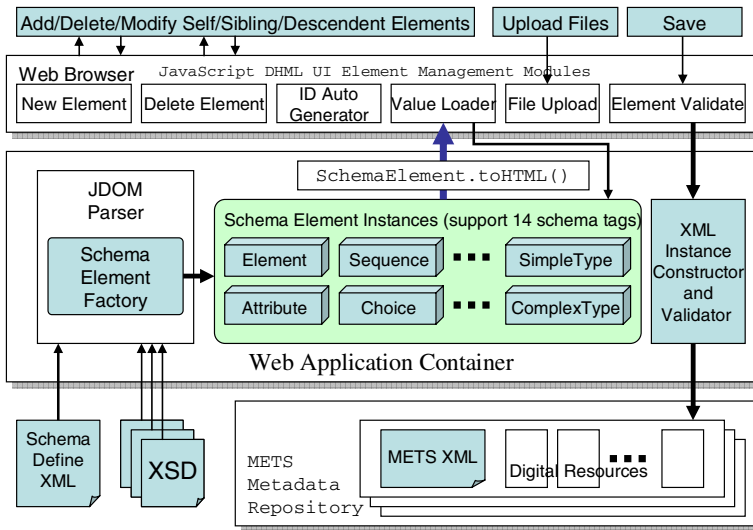 Add/Delete/Modify Self/Sibling/Descendent Elements
Upload Files
Save
Web Browser
JavaScript DHML UI Element Management Modules
New Element
Delete Element
ID Auto
Generator
Value Loader
File Upload
Element Validate
SchemaElement.toHTML()
JDOM
Parser
Schema
Element
Factory
Schema Element Instances (support 14 schema tags)
Element
Sequence
SimpleType
Attribute
Choice
ComplexType
XML
Instance
Constructor
and
Validator
Web Application Container
Schema
Define
XML
XSD
METS
Metadata
Repository
METS XML
Digital Resources